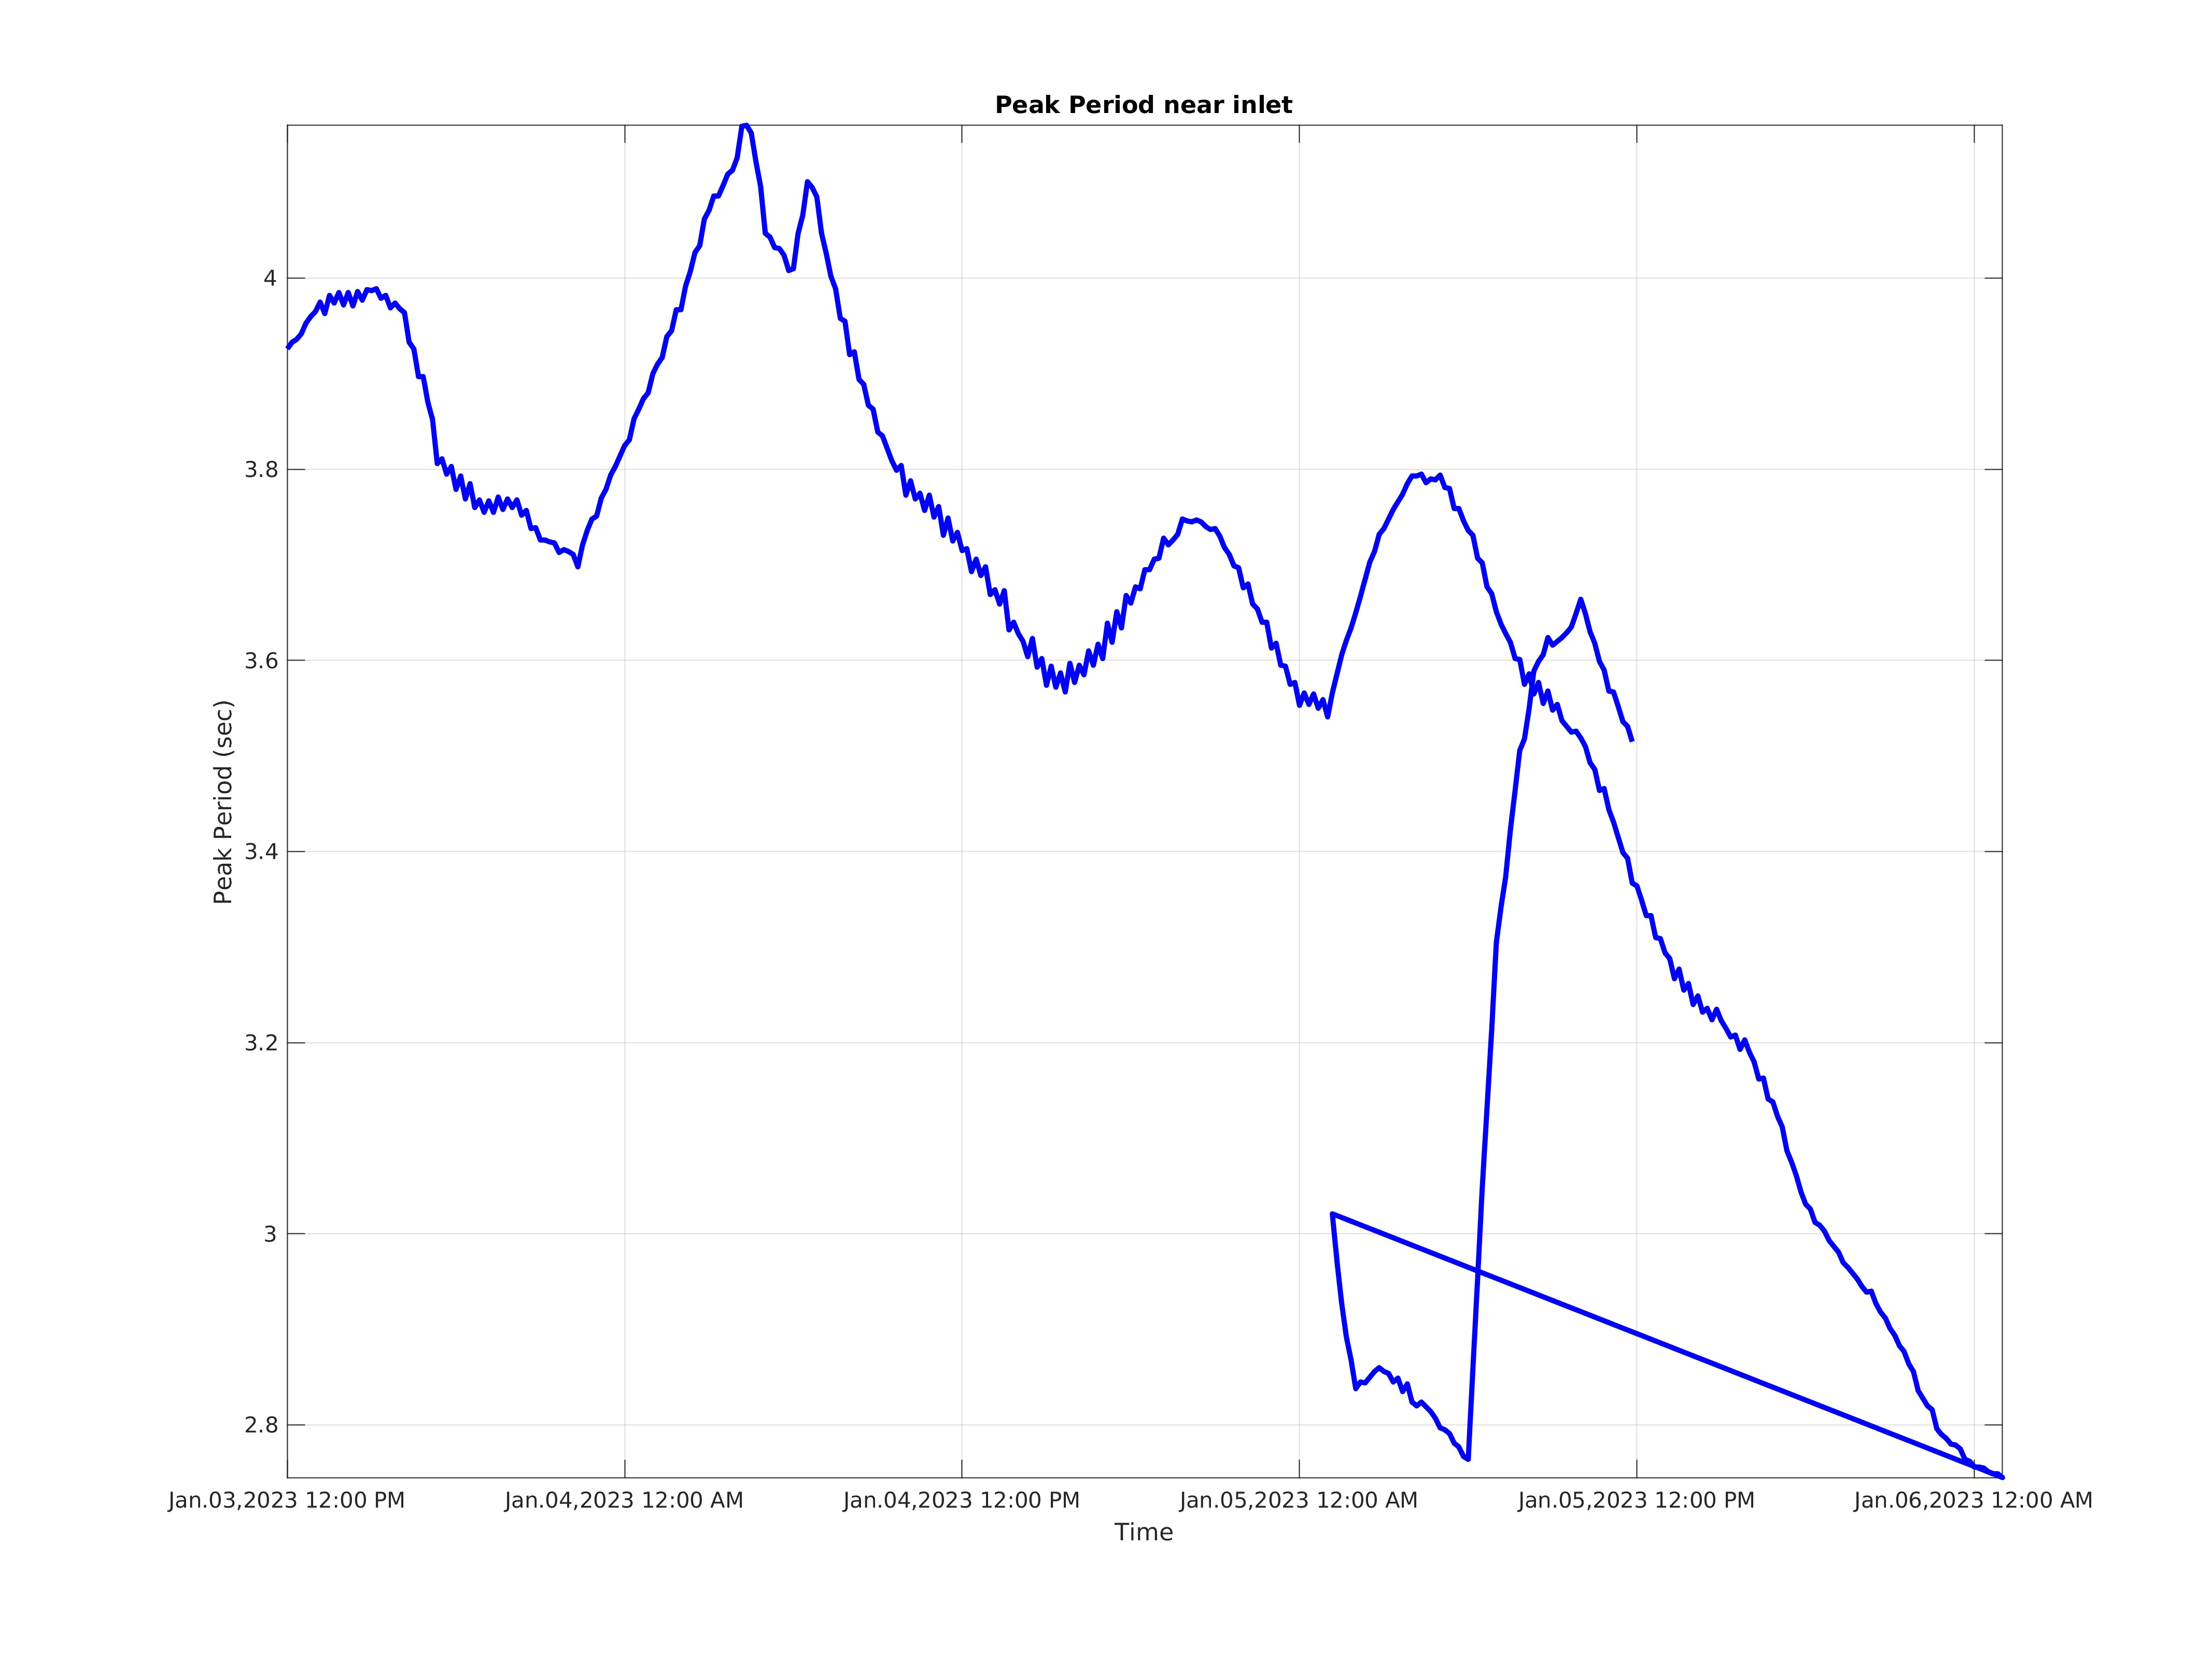 Peak Period near inlet
Peak Period (sec)
4
3.8
3.6
3.4
3.2
3
2.8
Jan.03,2023 12:00 PM
Jan.04,2023 12:00 AM
Jan.04,2023 12:00 PM
Jan.05,2023 12:00 AM
Jan.05,2023 12:00 PM
Jan.06,2023 12:00 AM
Time